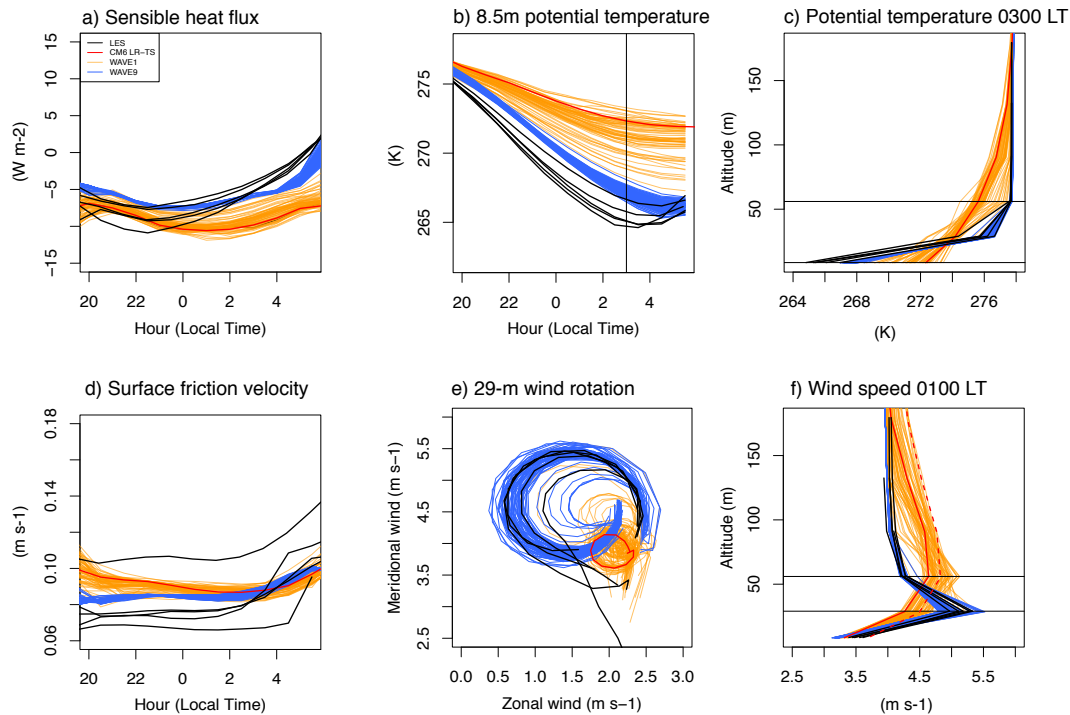 a) Sensible heat flux
LES
CM6 LR−TS
WAVE1
WAVE9
(W m-2)
15
10
5
0
−5
−15
20 22 0 2 4
Hour (Local Time)
b) 8.5m potential temperature
(K)
275
270
265
20 22 0 2 4
Hour (Local Time)
c) Potential temperature 0300 LT
Altitude (m)
150
100
50
264 268 272 276
(K)
d) Surface friction velocity
(m s-1)
0.18
0.14
0.10
0.06
20 22 0 2 4
Hour (Local Time)
e) 29-m wind rotation
Meridional wind (m s−1)
5.5
4.5
3.5
2.5
0.0 0.5 1.0 1.5 2.0 2.5 3.0
Zonal wind (m s−1)
f) Wind speed 0100 LT
Altitude (m)
150
100
50
2.5 3.5 4.5 5.5
(m s-1)